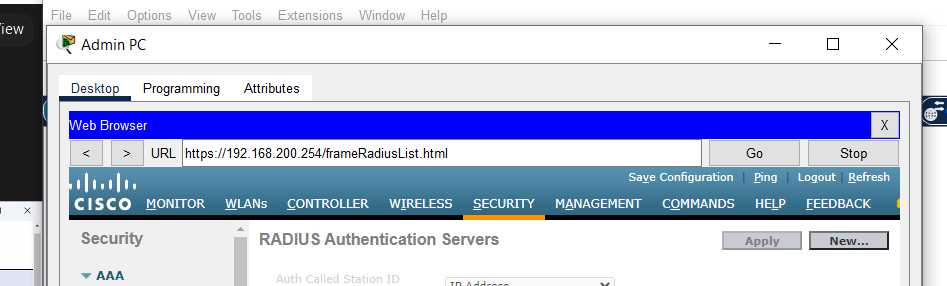 File Edit Options View Tools Extensions Window Help
View
Admin PC
Desktop Programming Attributes
Web Browser X
< > URL https://192.168.200.254/frameRadiusList.html Go Stop
Save Configuration Ping Logout Refresh
CISCO MONITOR WLANs CONTROLLER WIRELESS SECURITY MANAGEMENT COMMANDS HELP FEEDBACK
Security RADIUS Authentication Servers Apply New...
AAA
Auth Called Station ID IP Address